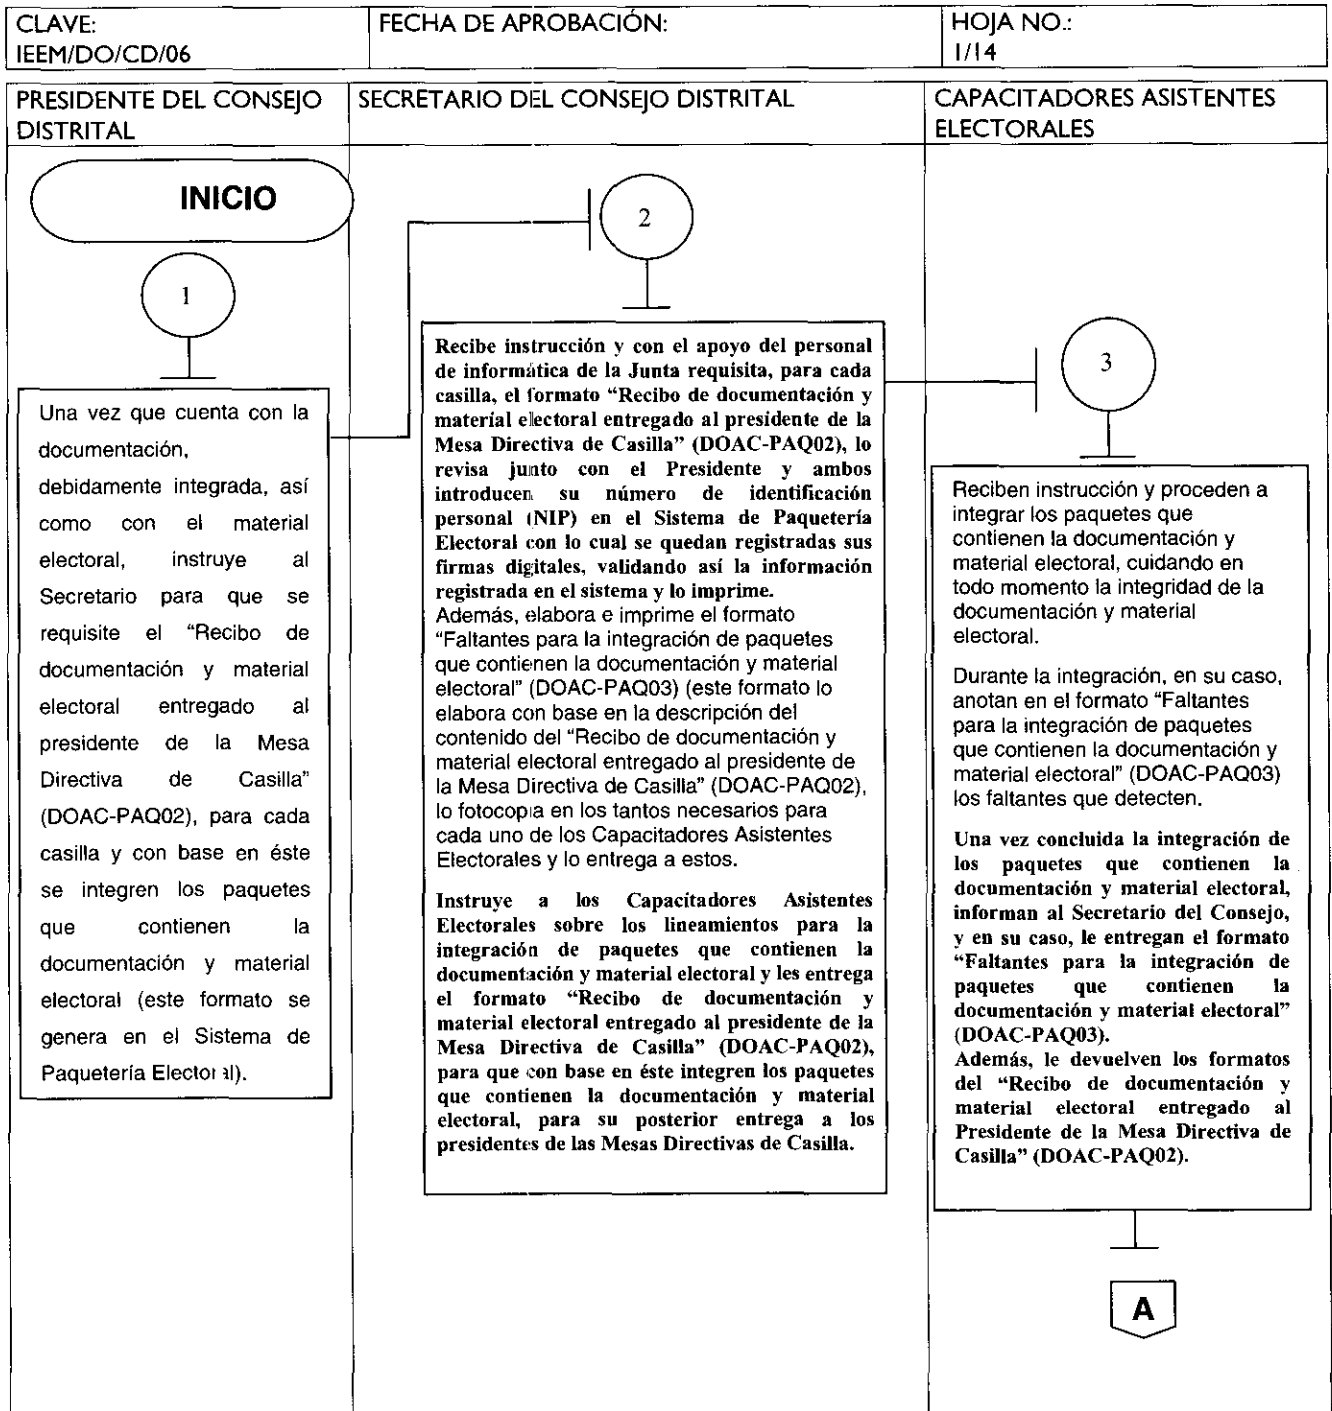 CLAVE:
IEEM/DO/CD/06
FECHA DE APROBACIÓN:
HOJA NO.:
1/14
PRESIDENTE DEL CONSEJO
DISTRITAL
SECRETARIO DEL CONSEJO DISTRITAL
CAPACITADORES ASISTENTES
ELECTORALES
INICIO
1
Una vez que cuenta con la
documentación,
debidamente integrada, así
como con el material
electoral, instruye al
Secretario para que se
requisite el “Recibo de
documentación y material
electoral entregado al
presidente de la Mesa
Directiva de Casilla”
(DOAC-PAQ02), para cada
casilla y con base en éste
se integren los paquetes
que contienen la
documentación y material
electoral (este formato se
genera en el Sistema de
Paquetería Electoral).
2
Recibe instrucción y con el apoyo del personal
de informática de la Junta requisita, para cada
casilla, el formato “Recibo de documentación y
material electoral entregado al presidente de la
Mesa Directiva de Casilla” (DOAC-PAQ02), lo
revisa junto con el Presidente y ambos
introducen su número de identificación
personal (NIP) en el Sistema de Paquetería
Electoral con lo cual se quedan registradas sus
firmas digitales, validando así la información
registrada en el sistema y lo imprime.
Además, elabora e imprime el formato
“Faltantes para la integración de paquetes
que contienen la documentación y material
electoral” (DOAC-PAQ03) (este formato lo
elabora con base en la descripción del
contenido del “Recibo de documentación y
material electoral entregado al presidente de
la Mesa Directiva de Casilla” (DOAC-PAQ02),
lo fotocopia en los tantos necesarios para
cada uno de los Capacitadores Asistentes
Electorales y lo entrega a estos.
Instruye a los Capacitadores Asistentes
Electorales sobre los lineamientos para la
integración de paquetes que contienen la
documentación y material electoral y les entrega
el formato “Recibo de documentación y
material electoral entregado al presidente de la
Mesa Directiva de Casilla” (DOAC-PAQ02),
para que con base en éste integren los paquetes
que contienen la documentación y material
electoral, para su posterior entrega a los
presidentes de las Mesas Directivas de Casilla.
3
Reciben instrucción y proceden a
integrar los paquetes que
contienen la documentación y
material electoral, cuidando en
todo momento la integridad de la
documentación y material
electoral.
Durante la integración, en su caso,
anotan en el formato “Faltantes
para la integración de paquetes
que contienen la documentación y
material electoral” (DOAC-PAQ03)
los faltantes que detecten.
Una vez concluida la integración de
los paquetes que contienen la
documentación y material electoral,
informan al Secretario del Consejo,
y en su caso, le entregan el formato
“Faltantes para la integración de
paquetes que contienen la
documentación y material electoral”
(DOAC-PAQ03).
Además, le devuelven los formatos
del “Recibo de documentación y
material electoral entregado al
Presidente de la Mesa Directiva de
Casilla” (DOAC-PAQ02).
A